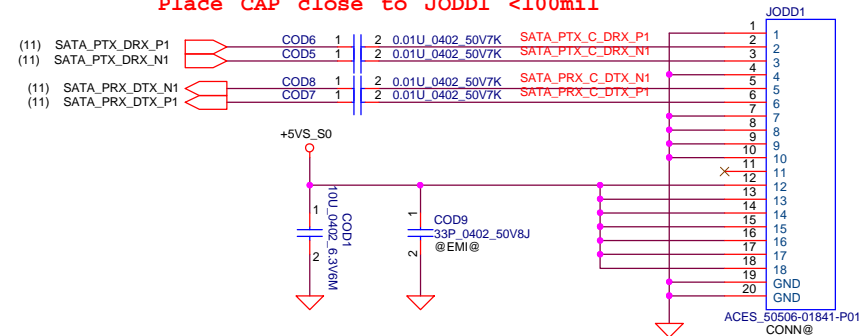 Place CAP close to JODD1 <100mil
JODD1
(11) SATA_PTX_DRX_P1 COD6 1 2 0.01U_0402_50V7K SATA_PTX_C_DRX_P1
(11) SATA_PTX_DRX_N1 COD5 1 2 0.01U_0402_50V7K SATA_PTX_C_DRX_N1
(11) SATA_PRX_DTX_N1 COD8 1 2 0.01U_0402_50V7K SATA_PRX_C_DTX_N1
(11) SATA_PRX_DTX_P1 COD7 1 2 0.01U_0402_50V7K SATA_PRX_C_DTX_P1
1 1
2 2
3 3
4 4
5 5
6 6
7 7
8 8
9 9
10 10
11 11
12 12
13 13
14 14
15 15
16 16
17 17
18 18
19 GND
20 GND
+5VS_S0
1 2
COD1
10U_0402_6.3V6M
1 2
COD9
33P_0402_50V8J
@EMI@
ACES_50506-01841-P01
CONN@